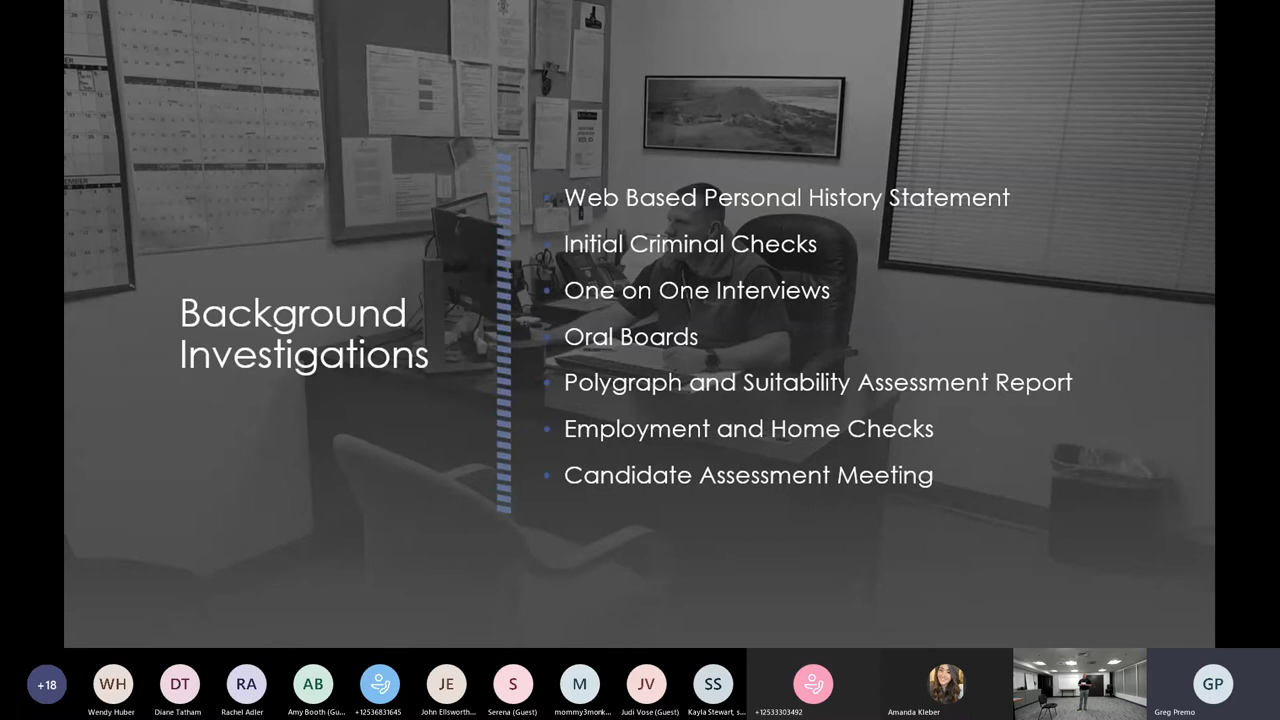 Background
Investigations
Web Based Personal History Statement
Initial Criminal Checks
One on One Interviews
Oral Boards
Polygraph and Suitability Assessment Report
Employment and Home Checks
Candidate Assessment Meeting
+18
WH
DT
RA
AB
JE
S
M
JV
SS
GP
Wendy Huber
Diane Tatham
Rachel Adler
Amy Booth (Gu...
+12536831645
John Ellsworth...
Serena (Guest)
mommy3monk...
Judi Vose (Guest)
Kayla Stewart, s...
+12533303492
Amanda Kleber
Greg Premo